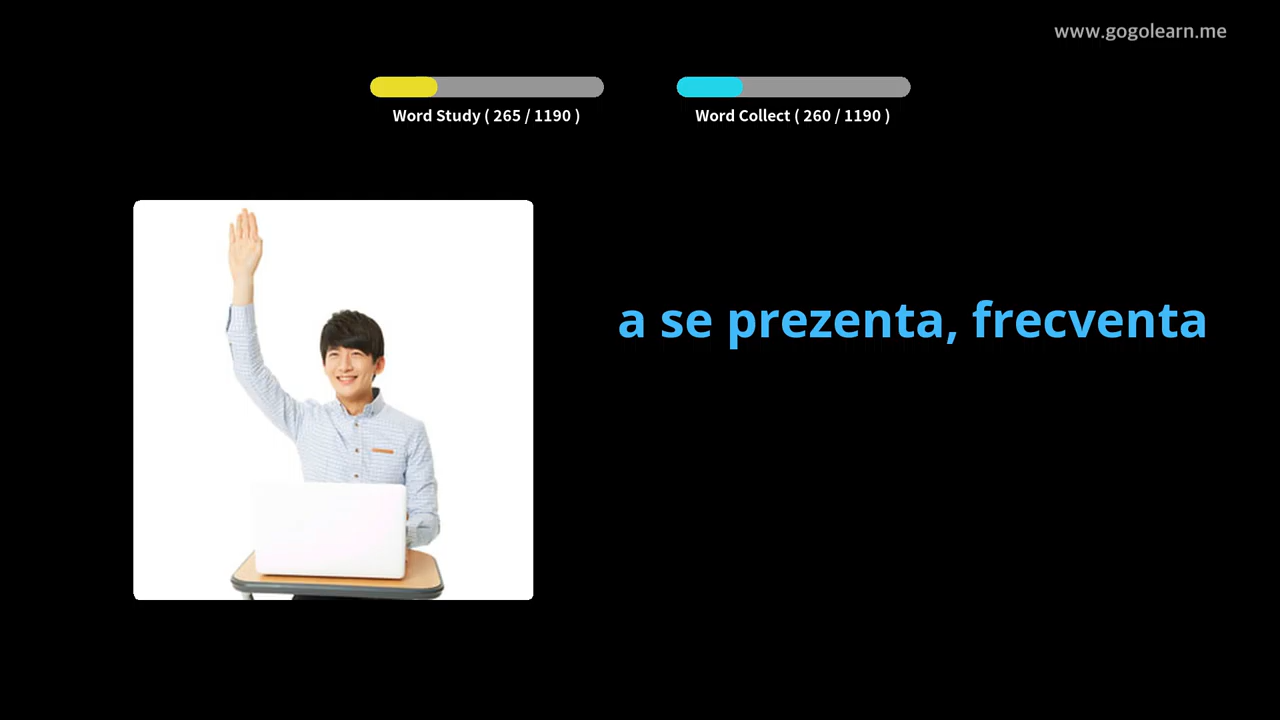 www.gogolearn.me
Word Study ( 265 / 1190 )
Word Collect ( 260 / 1190 )
a se prezenta, frecventa